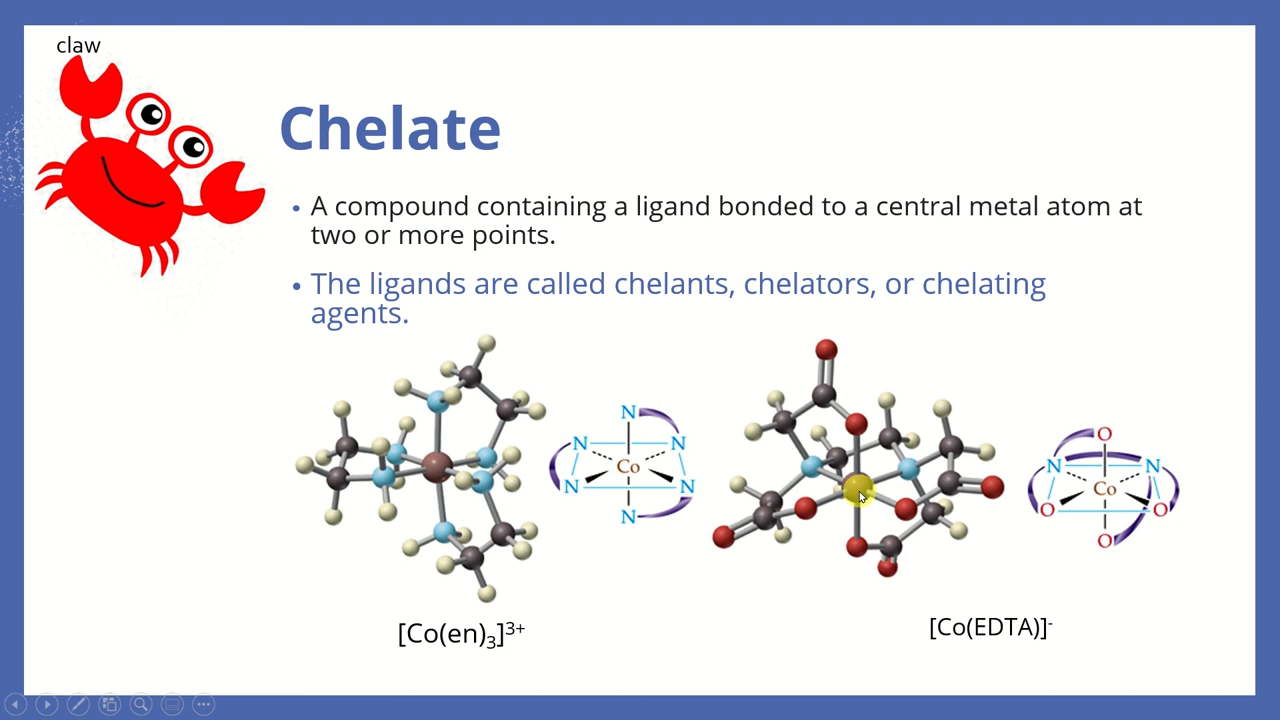 claw
Chelate
• A compound containing a ligand bonded to a central metal atom at
two or more points.
• The ligands are called chelants, chelators, or chelating
agents.
N
N N
Co
N N
N
O
N N
Co
O O
O
[Co(en)₃]³⁺
[Co(EDTA)]⁻